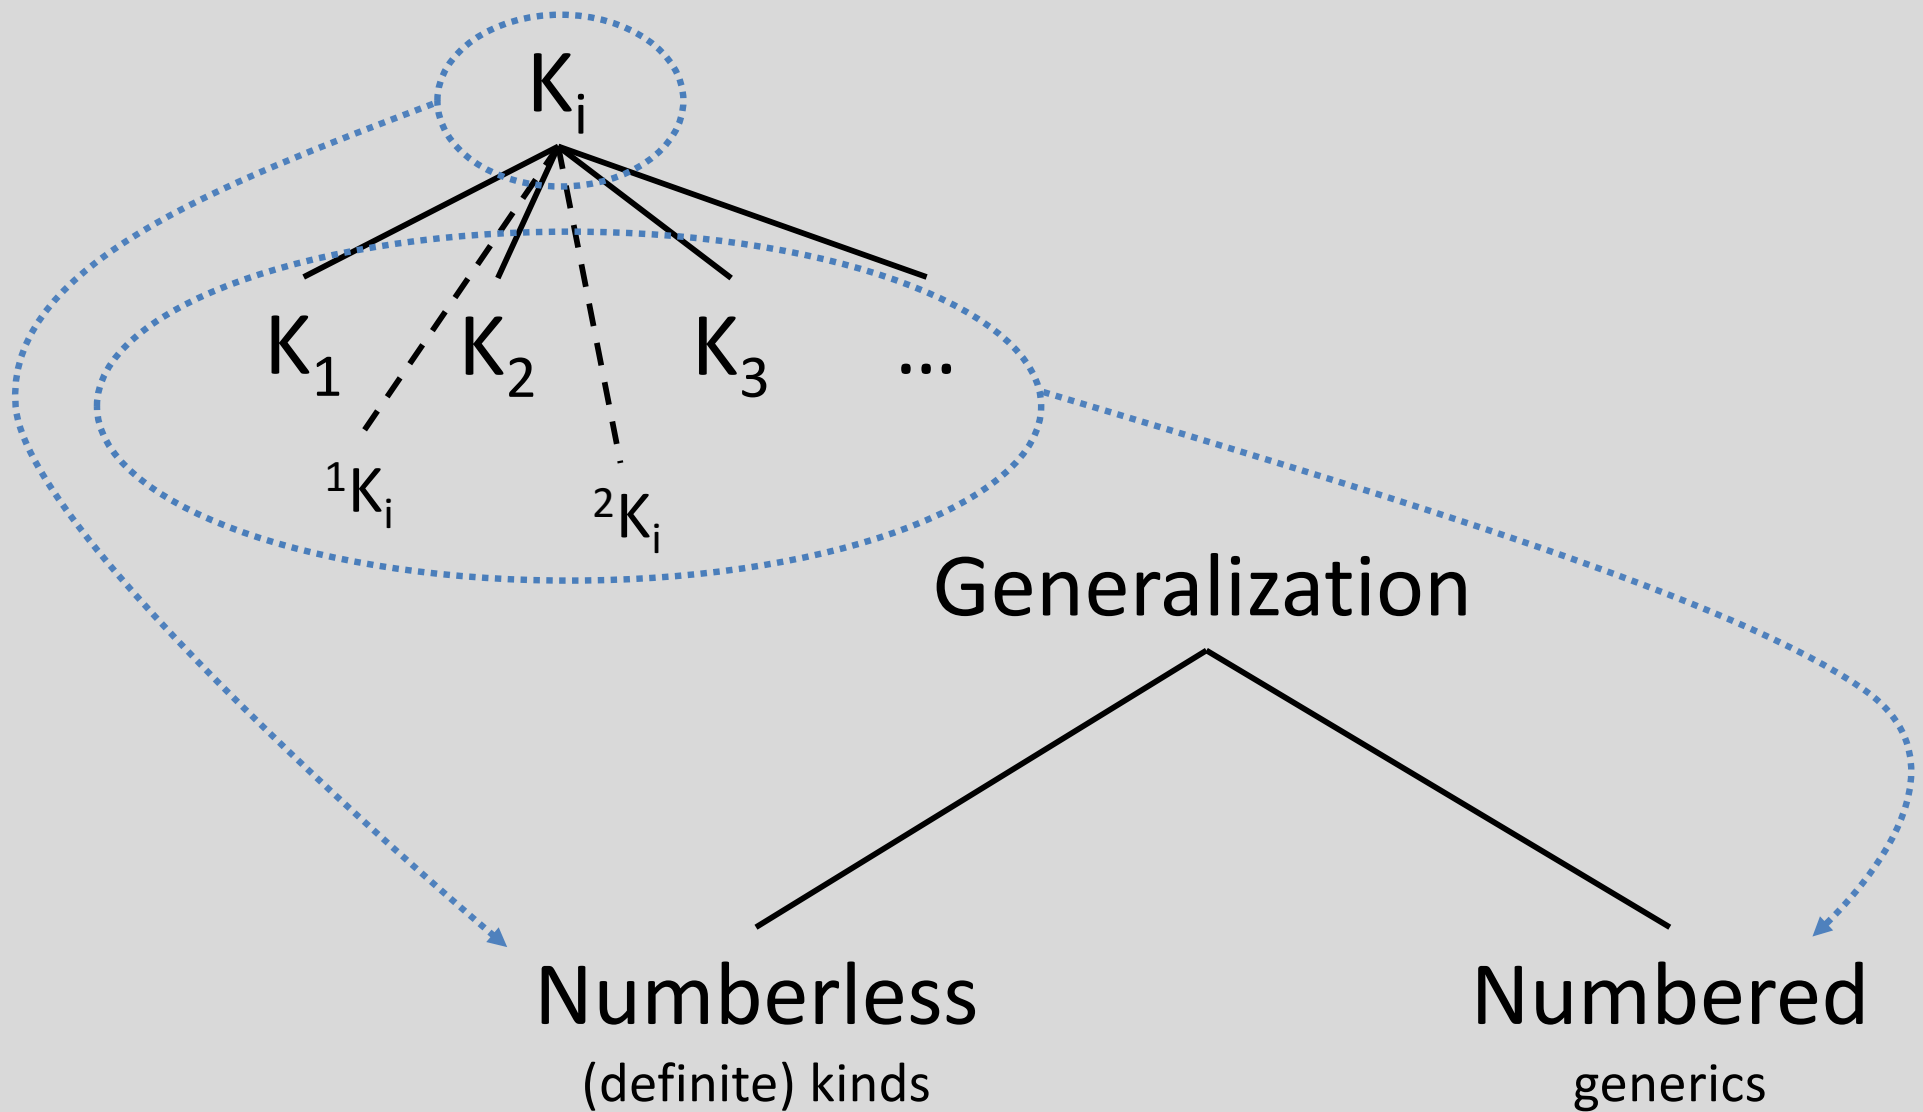 Kᵢ
K₁ K₂ K₃ ...
¹Kᵢ ²Kᵢ
Generalization
Numberless Numbered
(definite) kinds generics